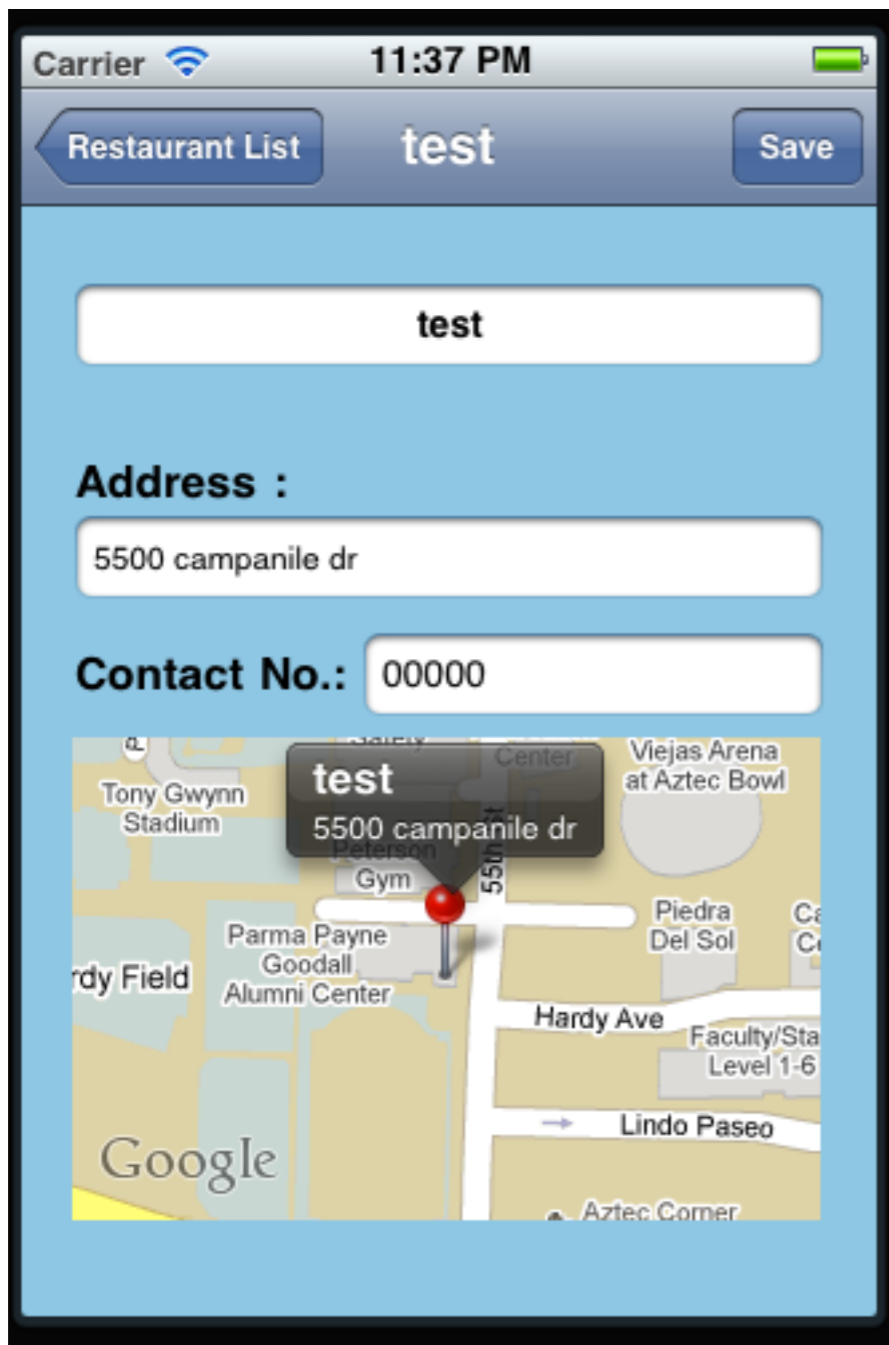 Carrier 11:37 PM
Restaurant List test Save
test
Address :
5500 campanile dr
Contact No.: 00000
Safety
Center
Viejas Arena
at Aztec Bowl
test
5500 campanile dr
Tony Gwynn
Stadium
Peterson
Gym
55th St
Piedra
Del Sol
Parma Payne
Goodall
Alumni Center
rdy Field
Hardy Ave
Faculty/Sta
Level 1-6
Lindo Paseo
Google
Aztec Corner